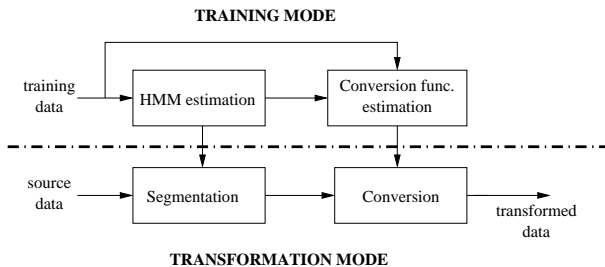 TRAINING MODE
training
data
HMM estimation
Conversion func.
estimation
source
data
Segmentation
Conversion
transformed
data
TRANSFORMATION MODE